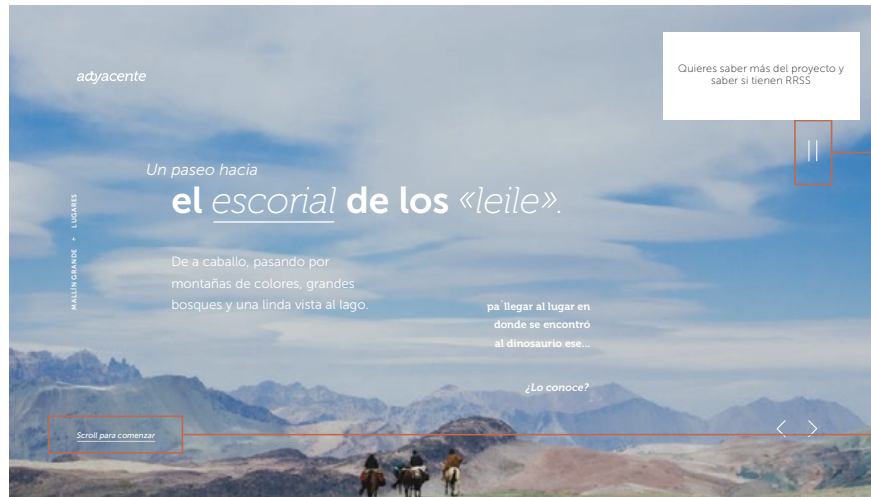 adyacente
Quieres saber más del proyecto y
saber si tienen RRSS
Un paseo hacia
el escorial de los «leile».
MALLÍN GRANDE + LUGARES
De a caballo, pasando por
montañas de colores, grandes
bosques y una linda vista al lago.
pa´llegar al lugar en
donde se encontró
al dinosaurio ese...
¿Lo conoce?
Scroll para comenzar